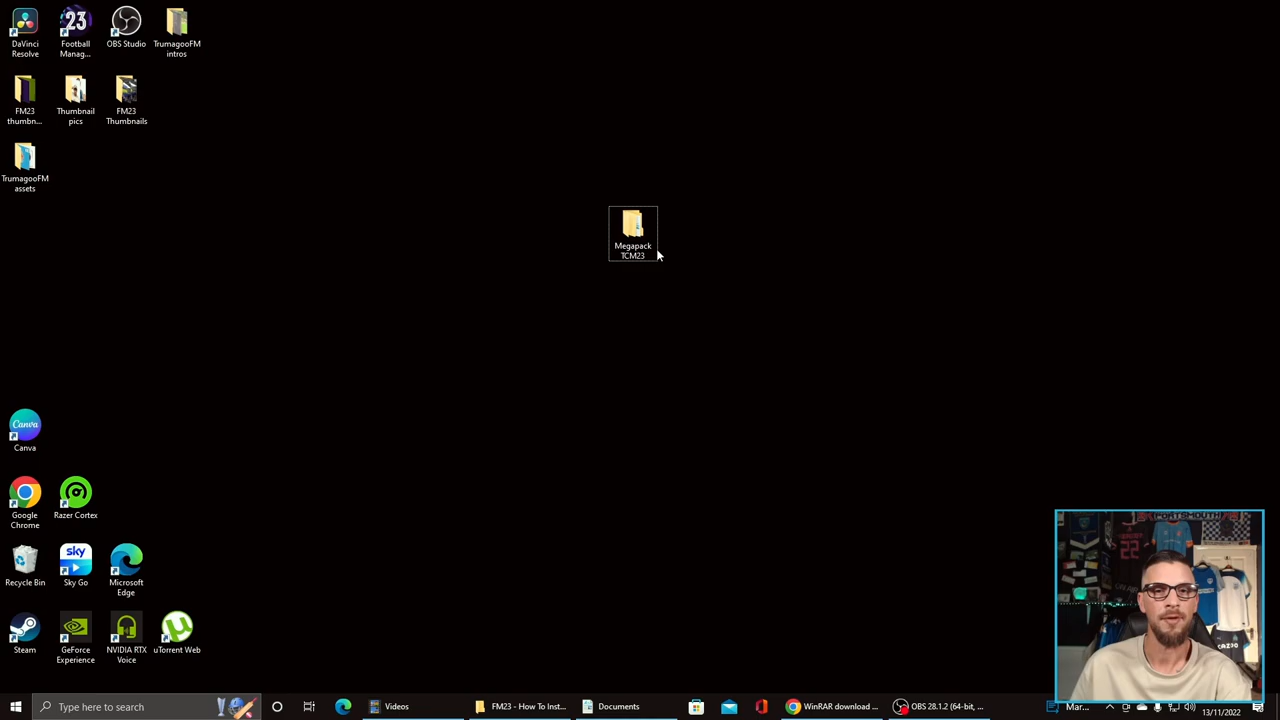 DaVinci
Resolve
23
Football
Manag...
OBS Studio
TrumagooFM
intros
FM23
thumbn...
Thumbnail
pics
FM23
Thumbnails
TrumagooFM
assets
Megapack
TCM23
Canva
Canva
Google
Chrome
Razer Cortex
Recycle Bin
sky
Sky Go
Microsoft
Edge
Steam
GeForce
Experience
NVIDIA RTX
Voice
uTorrent Web
PORTSMOUTH
22
CAZOO
Type here to search
Videos
FM23 - How To Inst...
Documents
WinRAR download ...
OBS 28.1.2 (64-bit, ...
Mar...
13/11/2022